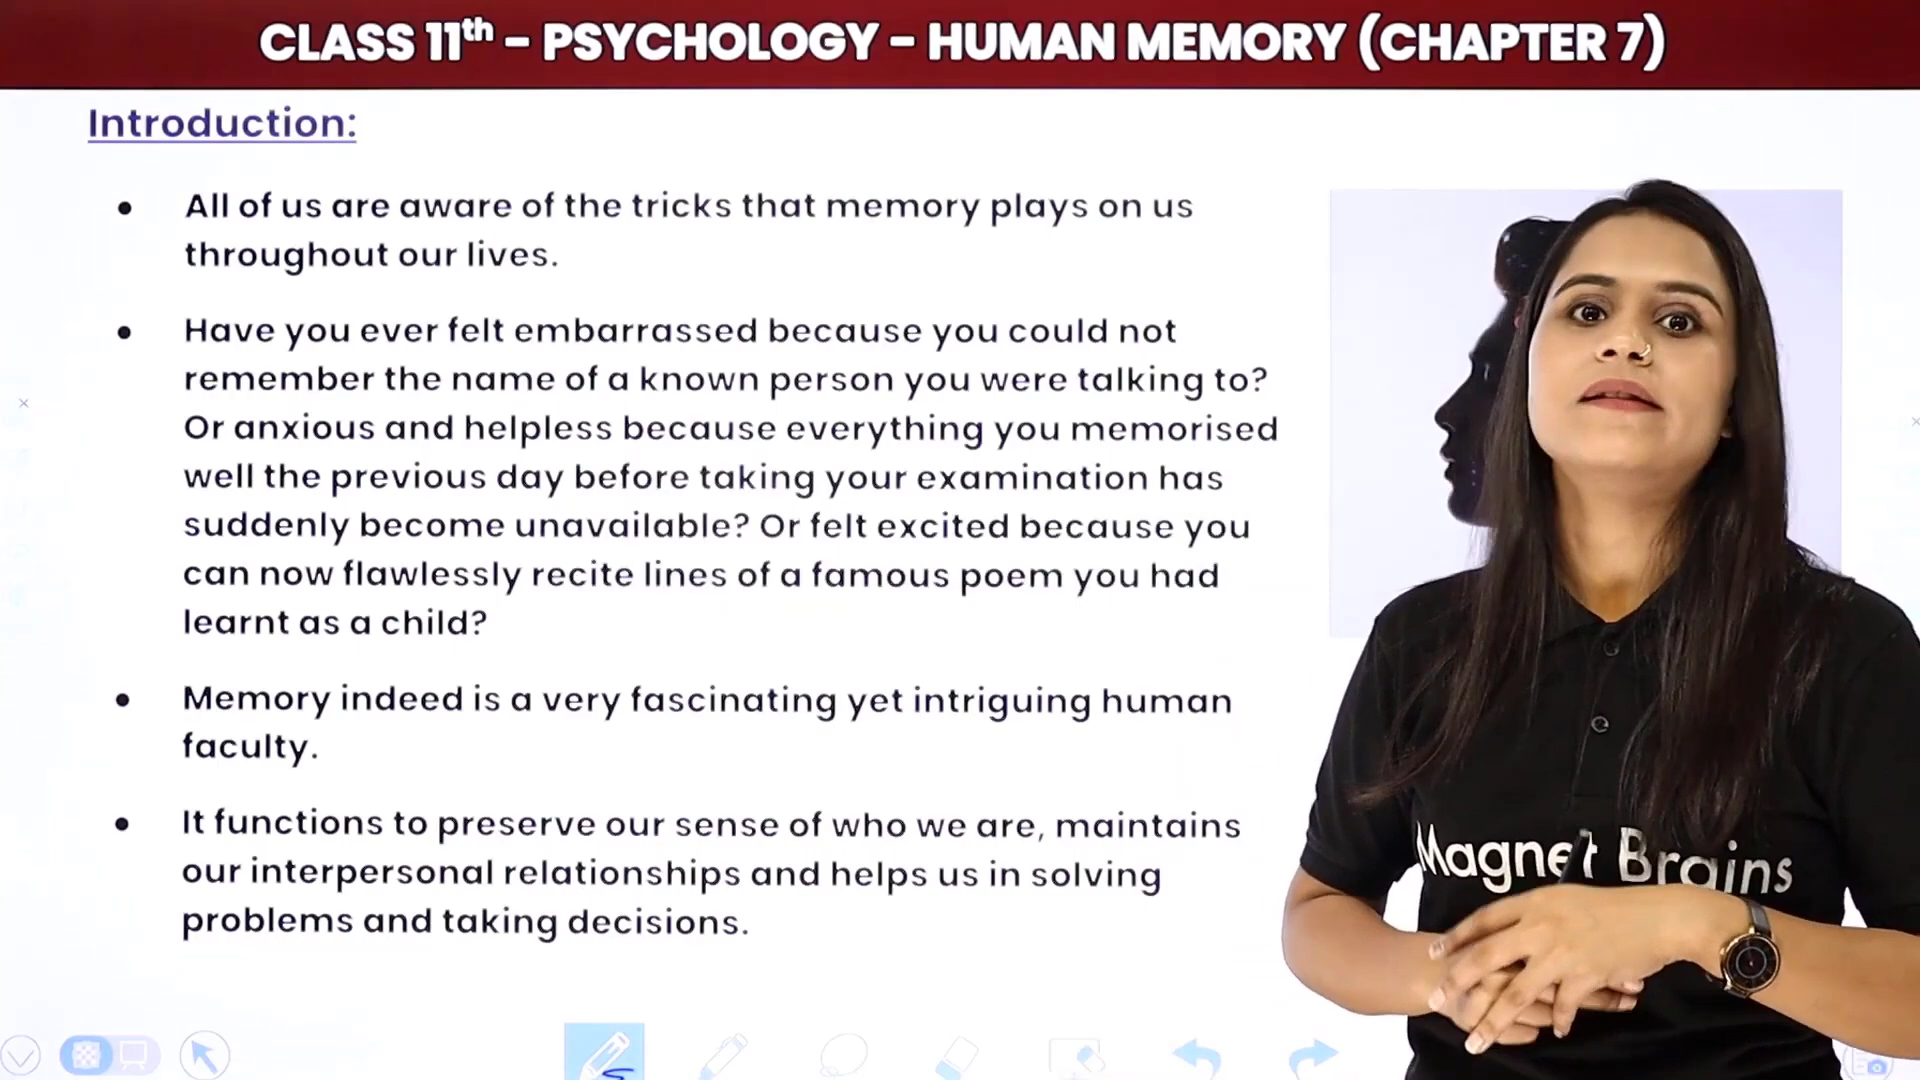 CLASS 11th - PSYCHOLOGY - HUMAN MEMORY (CHAPTER 7)
Introduction:
• All of us are aware of the tricks that memory plays on us
throughout our lives.
• Have you ever felt embarrassed because you could not
remember the name of a known person you were talking to?
Or anxious and helpless because everything you memorised
well the previous day before taking your examination has
suddenly become unavailable? Or felt excited because you
can now flawlessly recite lines of a famous poem you had
learnt as a child?
• Memory indeed is a very fascinating yet intriguing human
faculty.
• It functions to preserve our sense of who we are, maintains
our interpersonal relationships and helps us in solving
problems and taking decisions.
Magnet Brains